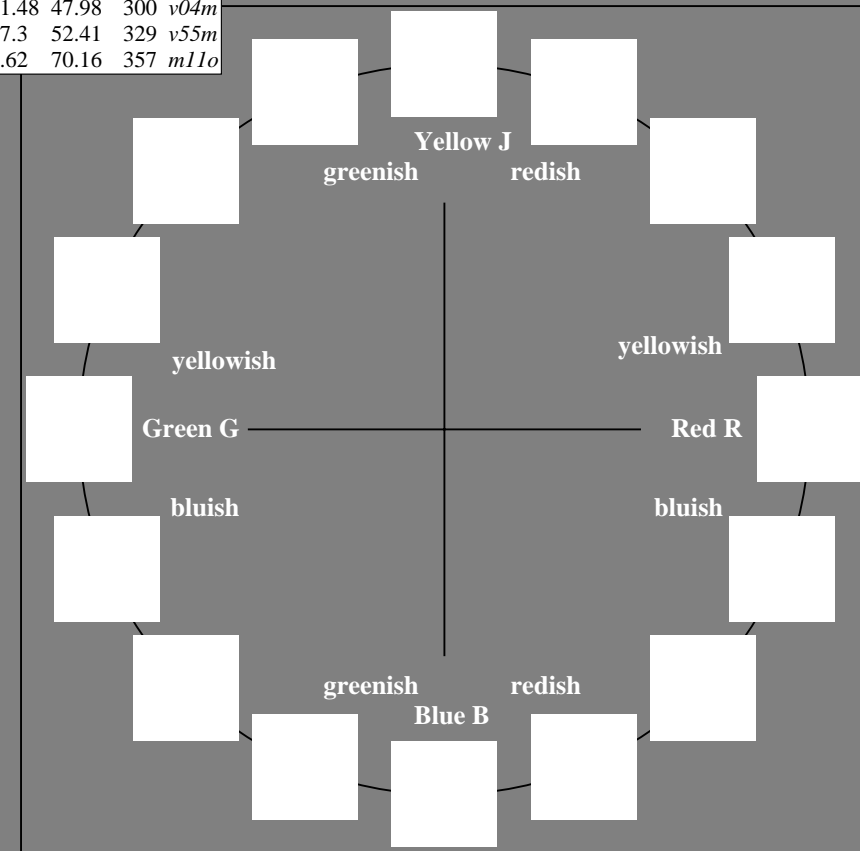 1.48 47.98 300 v04m
7.3 52.41 329 v55m
.62 70.16 357 m11o
Yellow J
greenish redish
yellowish yellowish
Green G Red R
bluish bluish
greenish redish
Blue B